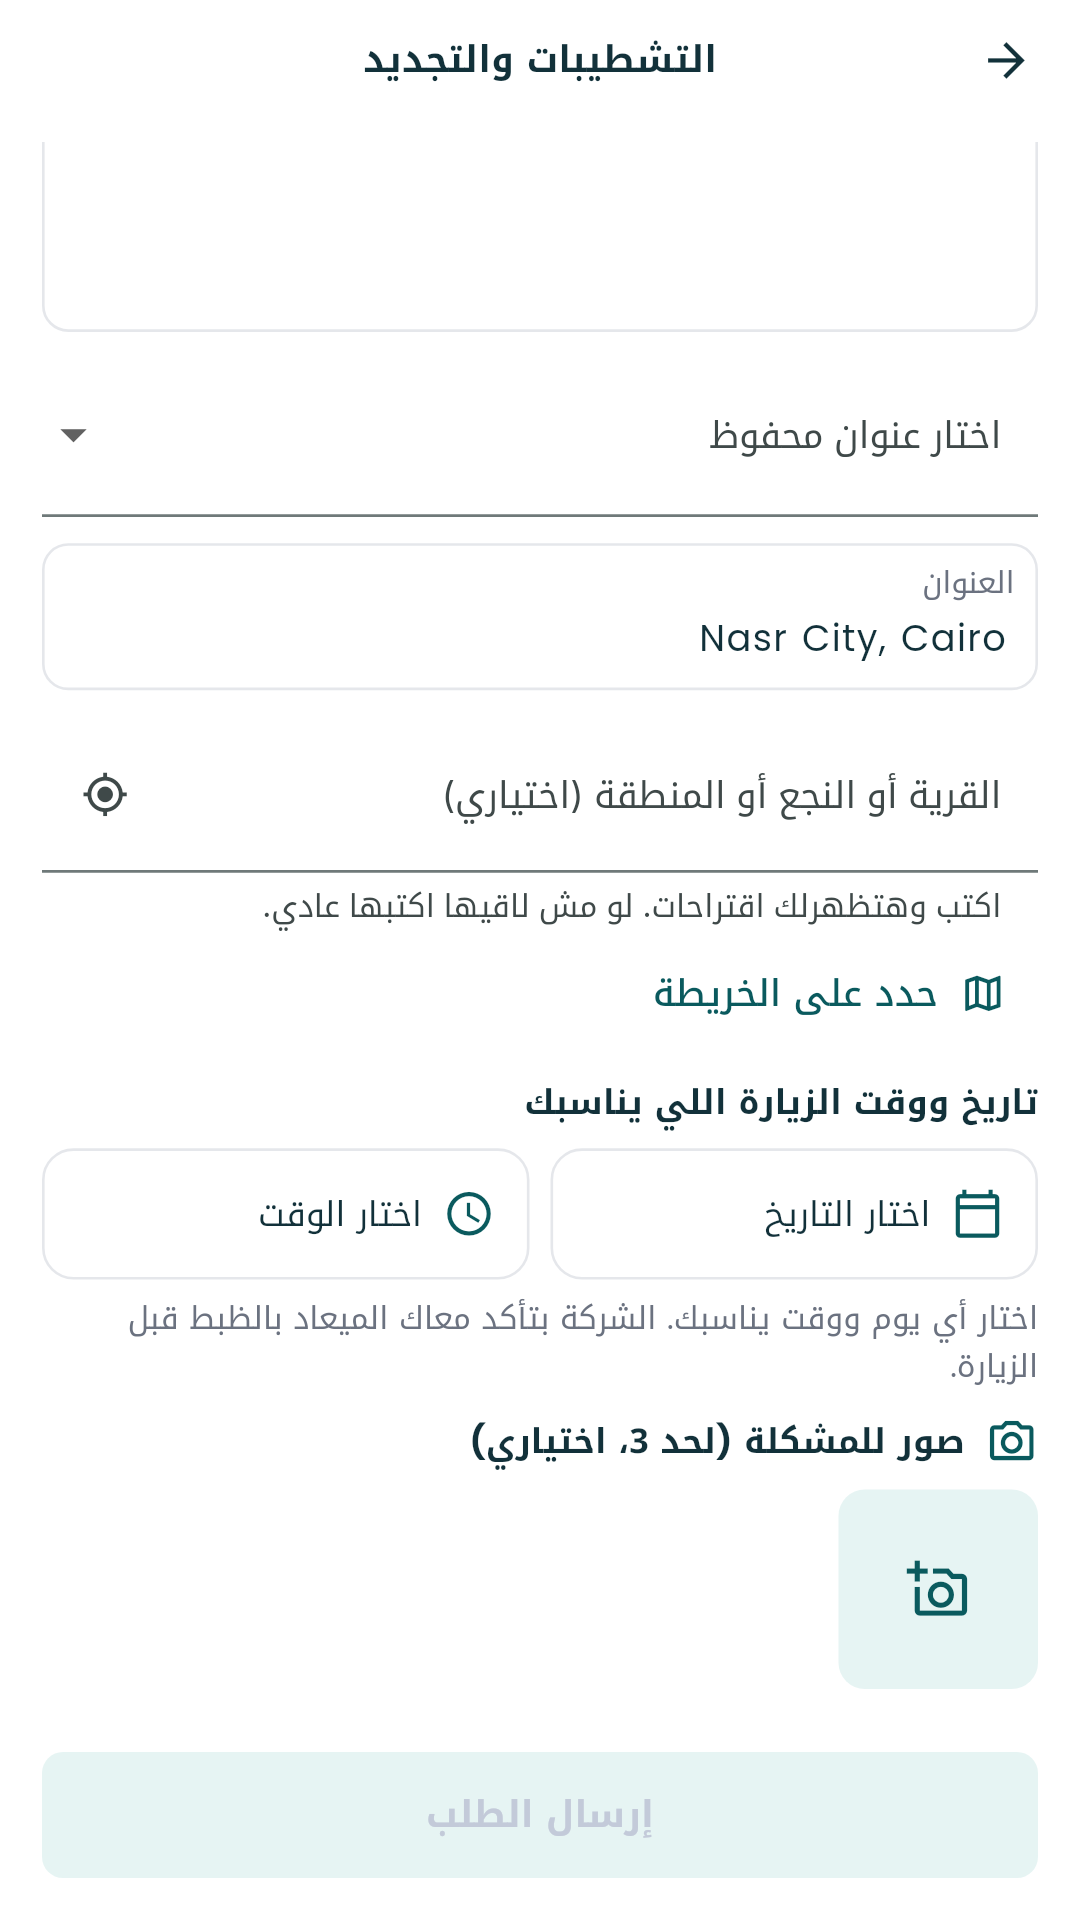 التشطيبات والتجديد
اختار عنوان محفوظ
العنوان
Nasr City, Cairo
القرية أو النجع أو المنطقة (اختياري)
اكتب وهتظهرلك اقتراحات. لو مش لاقيها اكتبها عادي.
حدد على الخريطة
تاريخ ووقت الزيارة اللي يناسبك
اختار التاريخ
اختار الوقت
اختار أي يوم ووقت يناسبك. الشركة بتأكد معاك الميعاد بالظبط قبل
الزيارة.
صور للمشكلة (لحد 3، اختياري)
إرسال الطلب